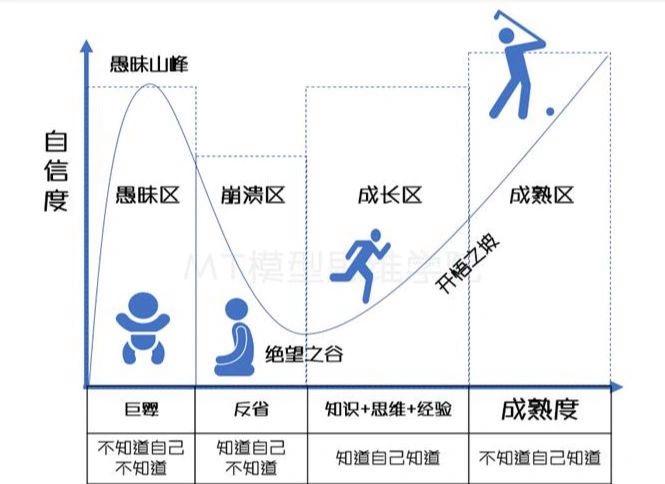 愚昧山峰
自信度
愚昧区
崩溃区
成长区
成熟区
MT模型思维学院
开悟之坡
绝望之谷
巨婴
反省
知识+思维+经验
成熟度
不知道自己
不知道
知道自己
不知道
知道自己知道
不知道自己知道